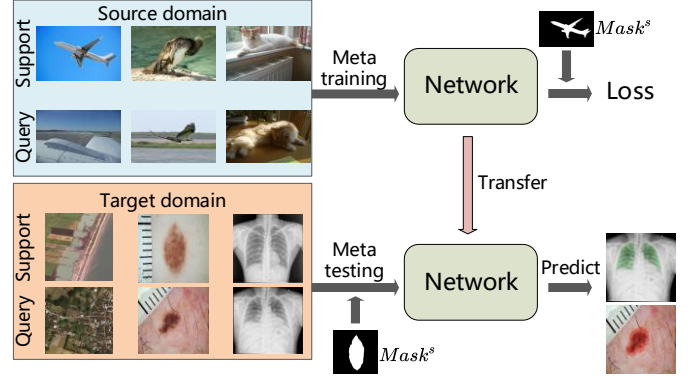 Source domain
Support
Query
Meta
training
Network
Mask^s
Loss
Transfer
Target domain
Support
Query
Meta
testing
Network
Predict
Mask^s